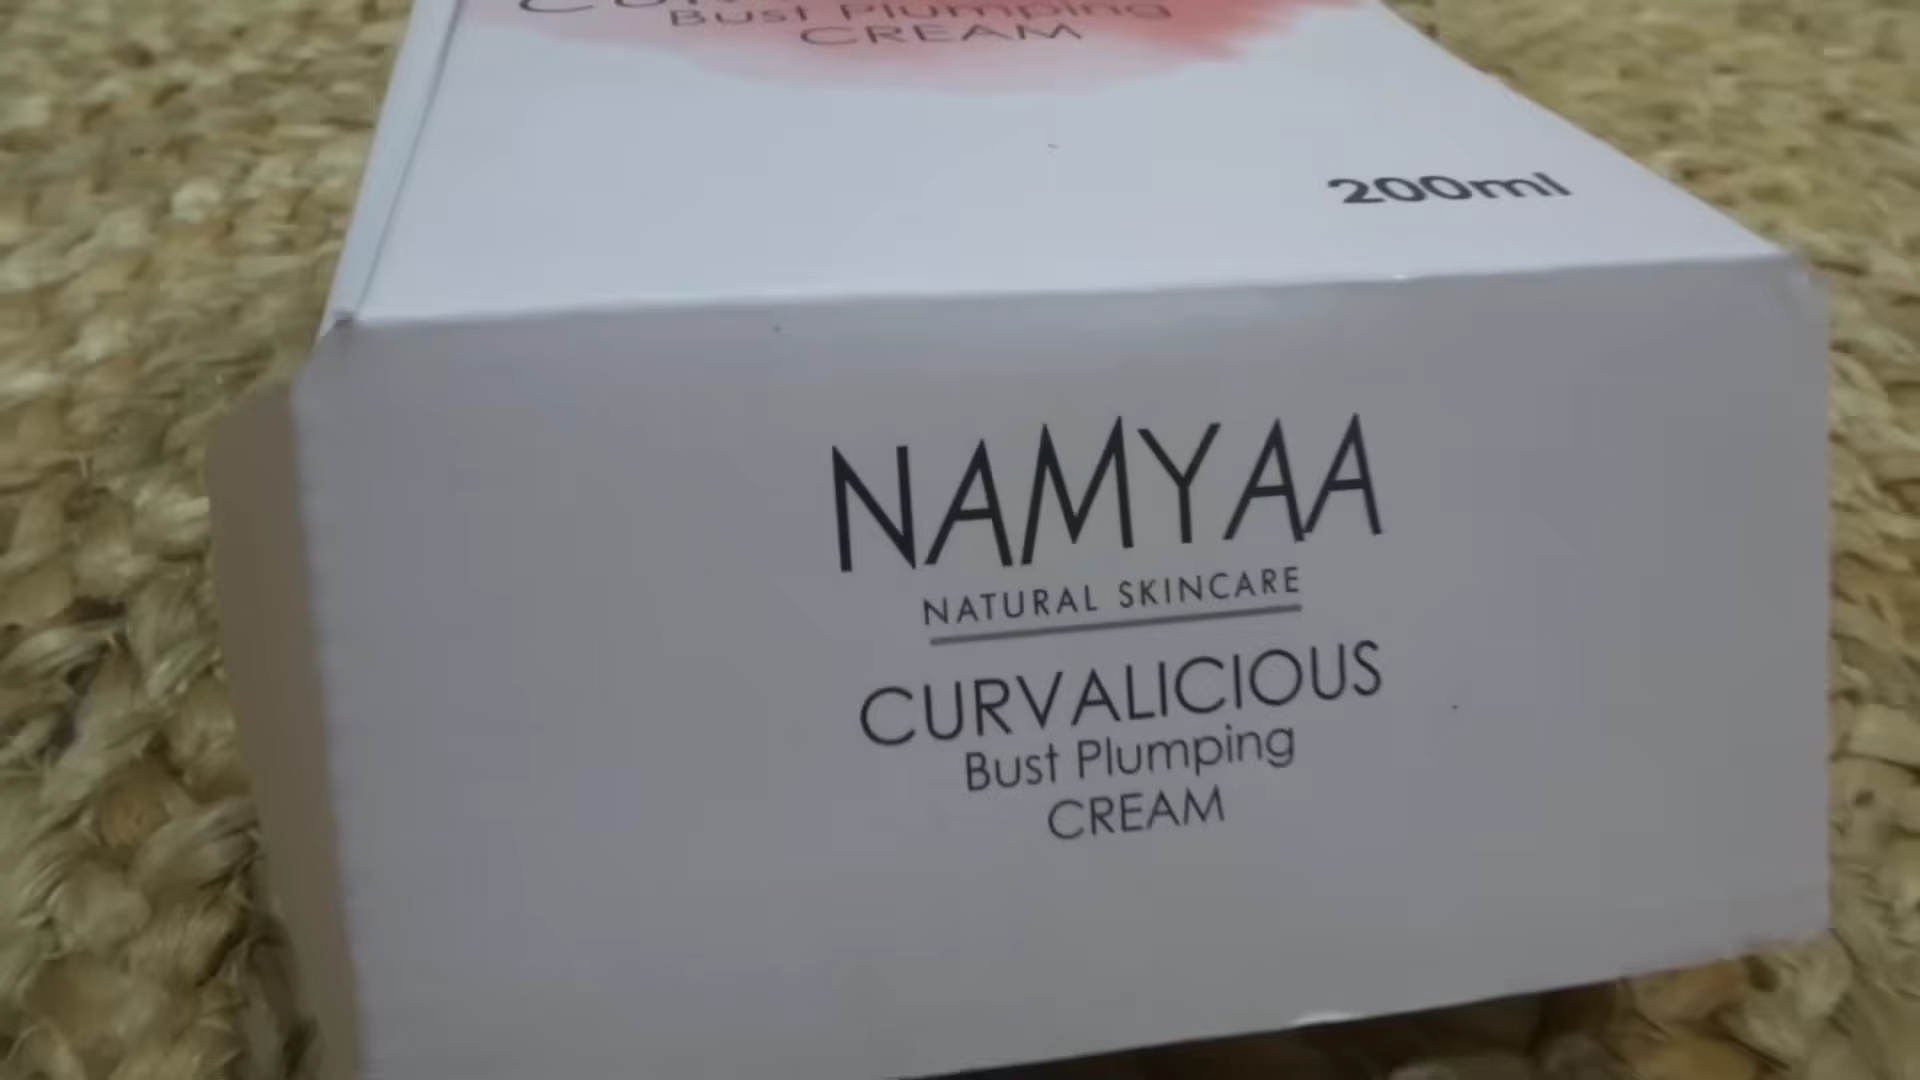 Bust Plumping
CREAM
200ml
NAMYAA
NATURAL SKINCARE
CURVALICIOUS
Bust Plumping
CREAM